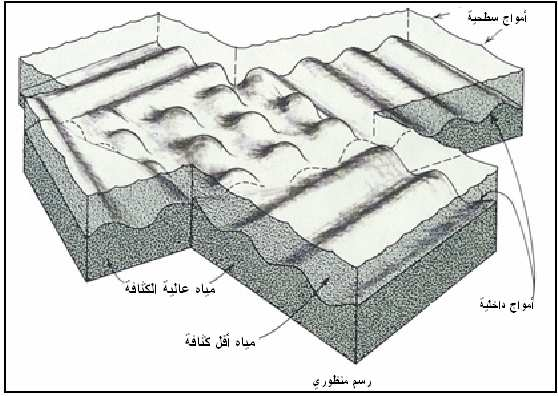 أمواج سطحية
أمواج داخلية
مياه عالية الكثافة
مياه أقل كثافة
رسم منظوري